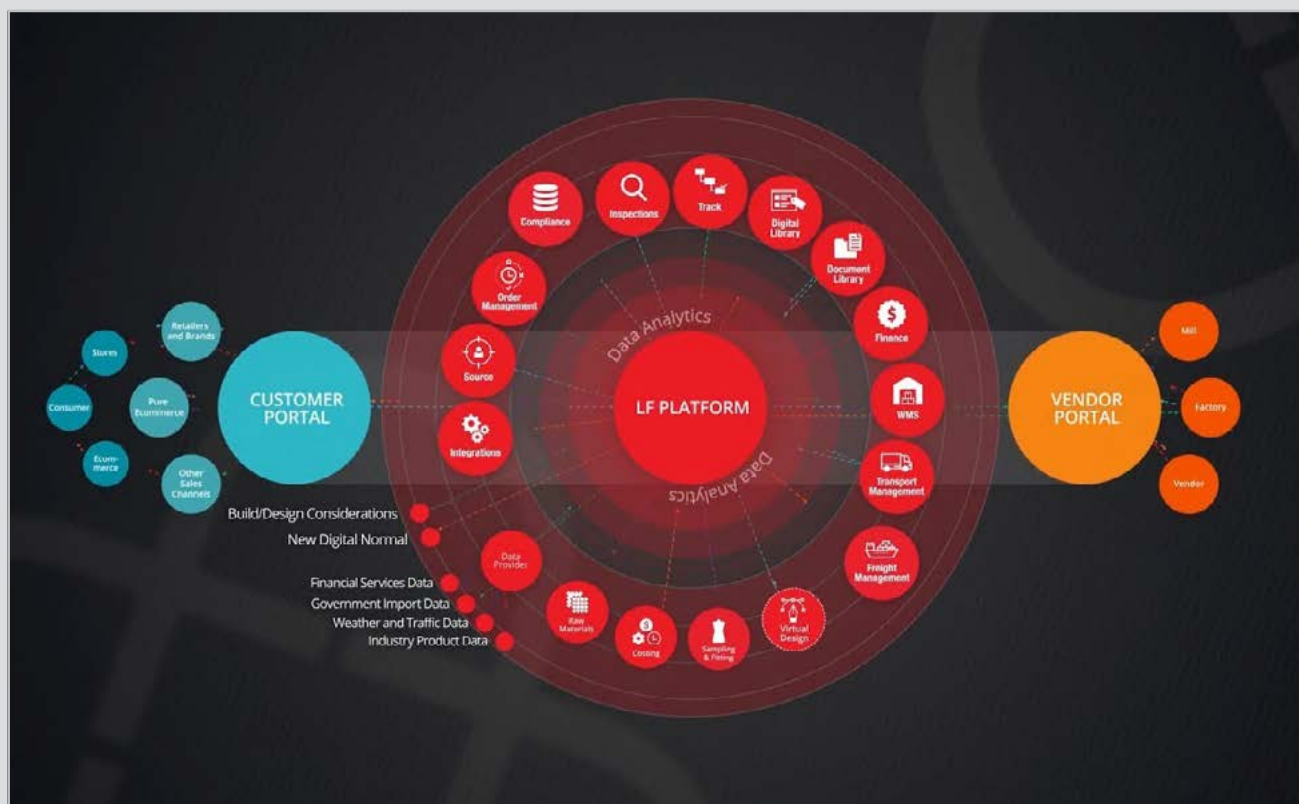 Compliance
Inspections
Track
Digital
Library
Document
Library
Order
Management
Finance
Source
WMS
Integrations
Transport
Management
Freight
Management
Virtual
Design
Sampling
& Fitting
Costing
Raw
Materials
Data
Provider
Data Analytics
LF PLATFORM
Data Analytics
CUSTOMER
PORTAL
Retailers
and Brands
Stores
Pure
Ecommerce
Consumer
Ecom-
merce
Other
Sales
Channels
VENDOR
PORTAL
Mill
Factory
Vendor
Build/Design Considerations
New Digital Normal
Financial Services Data
Government Import Data
Weather and Traffic Data
Industry Product Data